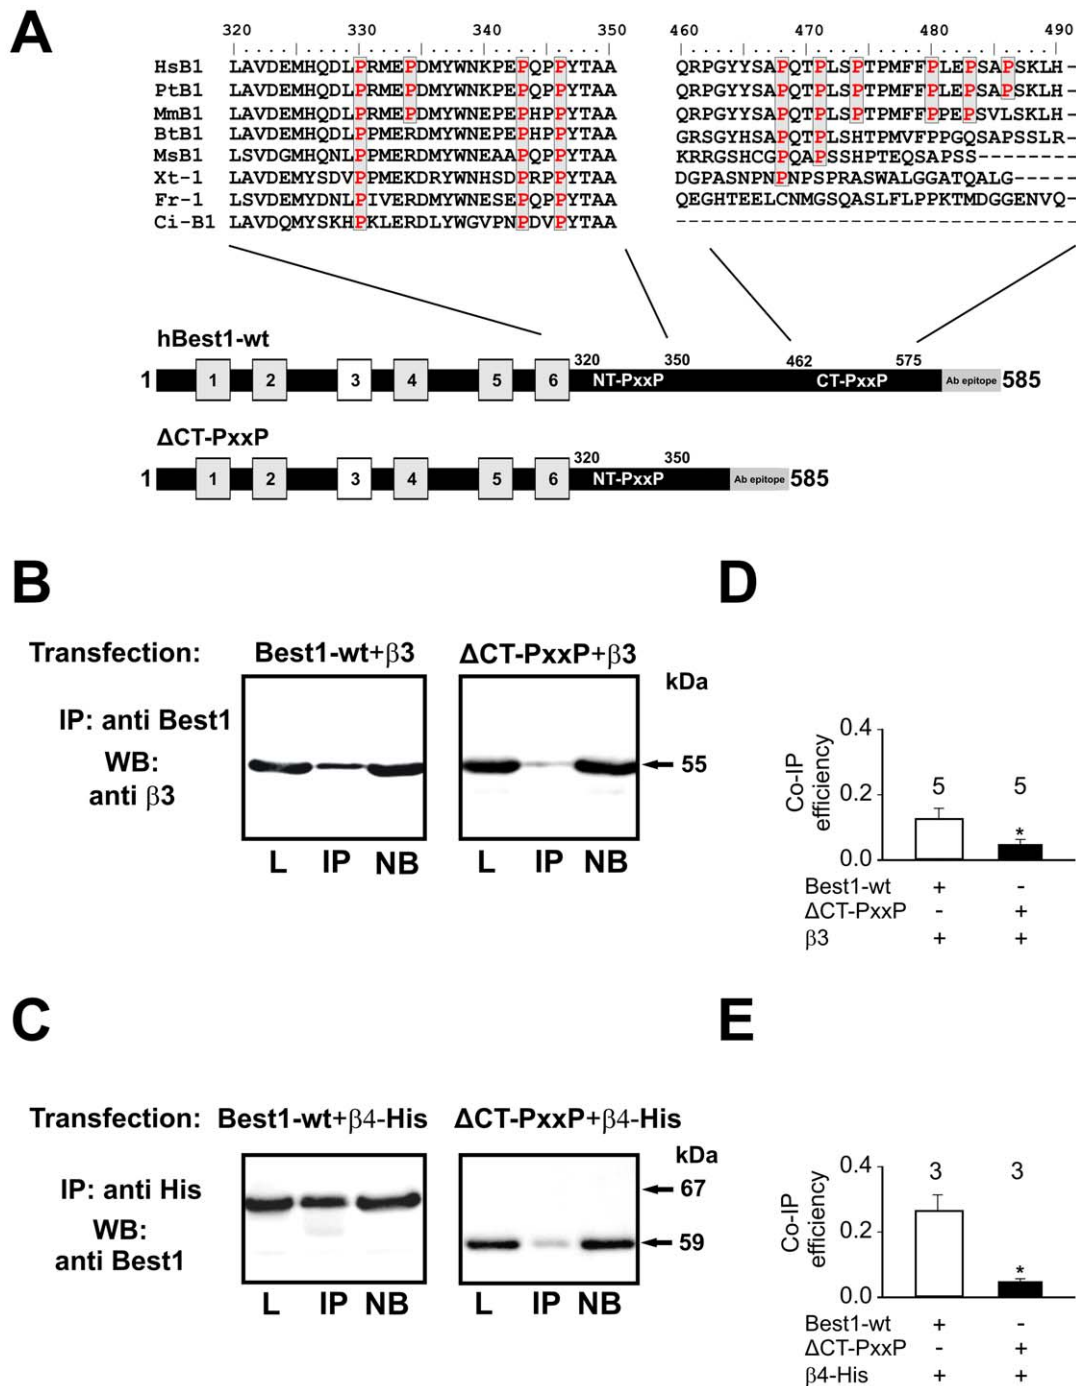 A
320 330 340 350 460 470 480 490
HsB1 LAVDEMHQDLPRMEPDMYWNKPEPQPPYTAA QRPGYYSAPQTPLSPTPMFFPLEPSAPSKLH-
PtB1 LAVDEMHQDLPRMEPDMYWNKPEPQPPYTAA QRPGYYSAPQTPLSPTPMFFPLEPSAPSKLH-
MmB1 LAVDEMHQDLPRMEPDMYWNKPEPQPPYTAA QRPGYYSAPQTPLSPTPMFFPPEPSVLSKLH-
BtB1 LAVDEMHQDLPPMERDMYWNEPEPHPPYTAA GRSGYHSAPQTPLSHTPMVFPPGQSAPSSLR-
MsB1 LSVDGMHQNLPPMERDMYWNEAAPQPPYTAA KRRGSHCGPQAPSSHPTEQSAPSS------
Xt-1 LAVDEMYSDVPPMEKDRYWNHSDPRPPYTAA DGPASNPNPNPSPRASWALGGATQALG-----
Fr-1 LSVDEMYDNLPIVERDRYWNESEPQPPYTAA QEGHTEELCNMGSQASLFLPPKTMDGGENVQ-
Ci-B1 LAVDQMYSKHPKLERDLYWGVPNPDVPYTAA --------------------------------
hBest1-wt
320 350 462 575
1 1 2 3 4 5 6 NT-PxxP CT-PxxP Ab epitope 585
ΔCT-PxxP
320 350
1 1 2 3 4 5 6 NT-PxxP Ab epitope 585
B
Transfection: Best1-wt+β3 ΔCT-PxxP+β3
kDa
IP: anti Best1
WB:
anti β3
55
L IP NB L IP NB
D
Co-IP
efficiency
0.4
0.2
0.0
5 5
*
Best1-wt + -
ΔCT-PxxP - +
β3 + +
C
Transfection: Best1-wt+β4-His ΔCT-PxxP+β4-His
kDa
IP: anti His
WB:
anti Best1
67
59
L IP NB L IP NB
E
Co-IP
efficiency
0.4
0.2
0.0
3 3
*
Best1-wt + -
ΔCT-PxxP - +
β4-His + +